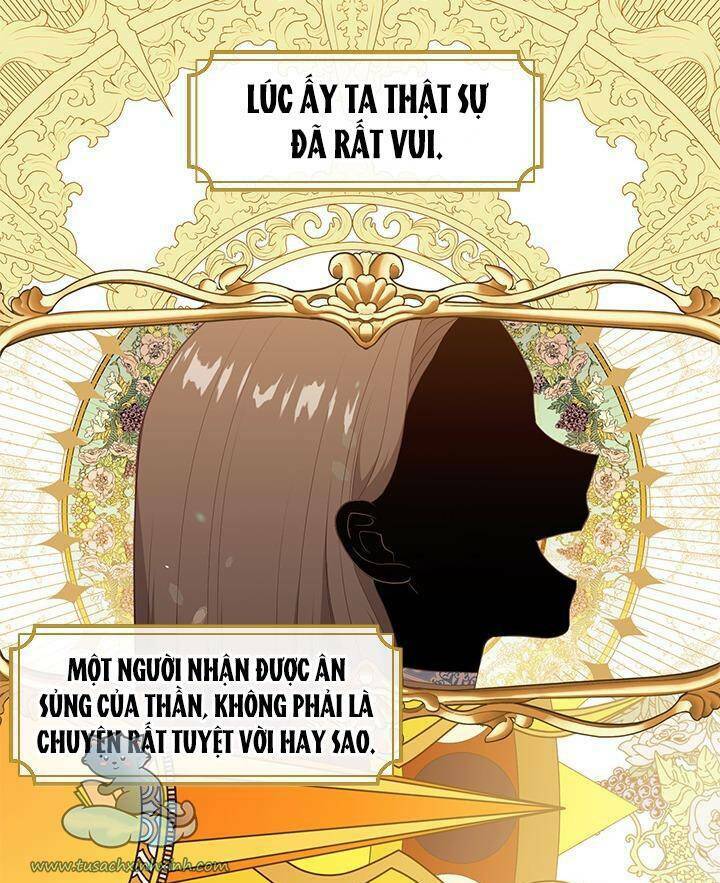 LÚC ẤY TA THẬT SỰ
ĐÃ RẤT VUI.
MỘT NGƯỜI NHẬN ĐƯỢC ÂN
SỦNG CỦA THẦN, KHÔNG PHẢI LÀ
CHUYỆN RẤT TUYỆT VỜI HAY SAO.
www.tusachxinhxinh.com